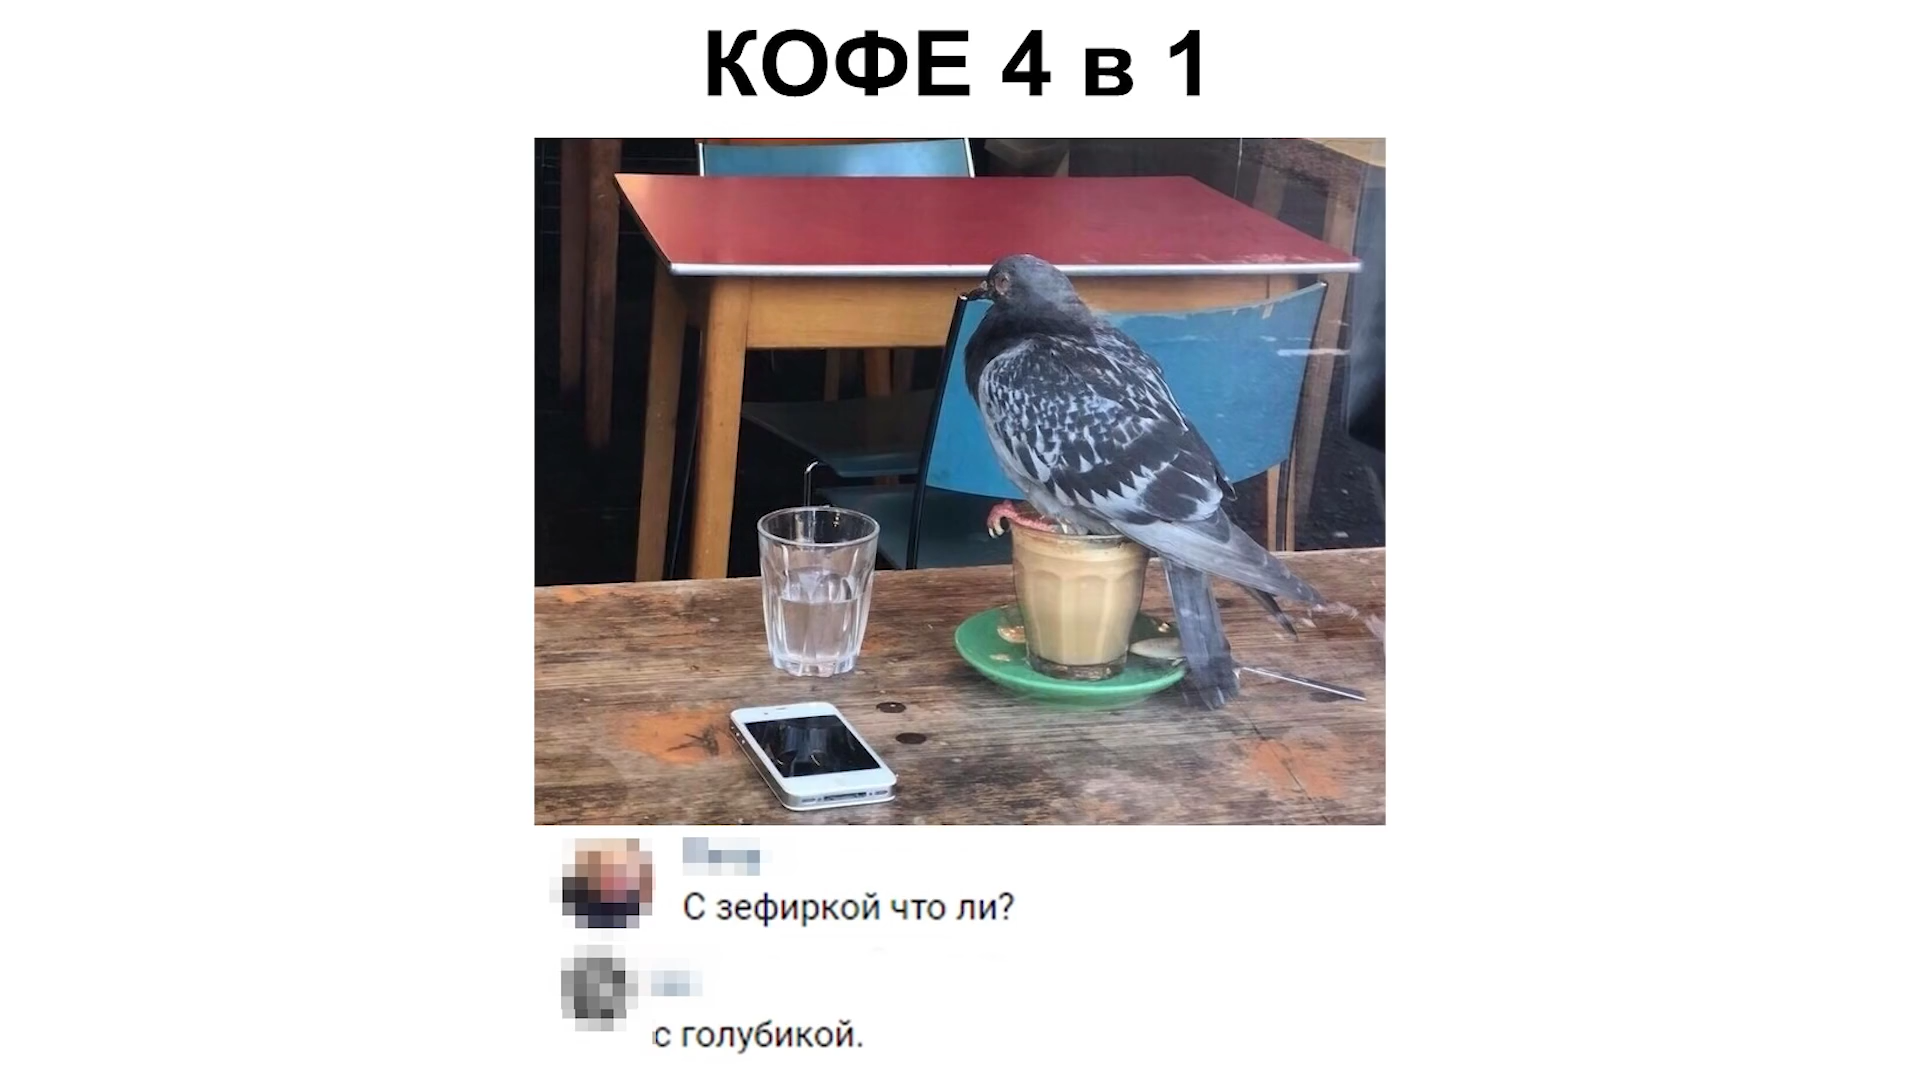 КОФЕ 4 в 1
С зефиркой что ли?
с голубикой.